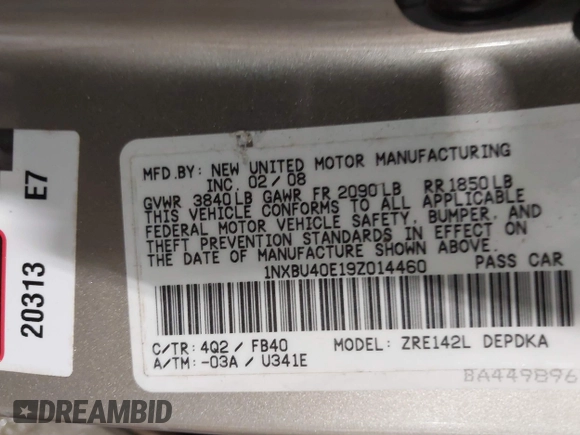 MFD. BY: NEW UNITED MOTOR MANUFACTURING
INC. 02/08
GVWR 3840LB GAWR FR 2090LB RR 1850LB
THIS VEHICLE CONFORMS TO ALL APPLICABLE
FEDERAL MOTOR VEHICLE SAFETY, BUMPER, AND
THEFT PREVENTION STANDARDS IN EFFECT ON
THE DATE OF MANUFACTURE SHOWN ABOVE.
1NXBU40E19Z014460 PASS CAR
C/TR: 4Q2 / FB40 MODEL: ZRE142L DEPDKA
A/TM: -03A / U341E
BA449B96
20313 E7
DREAMBID